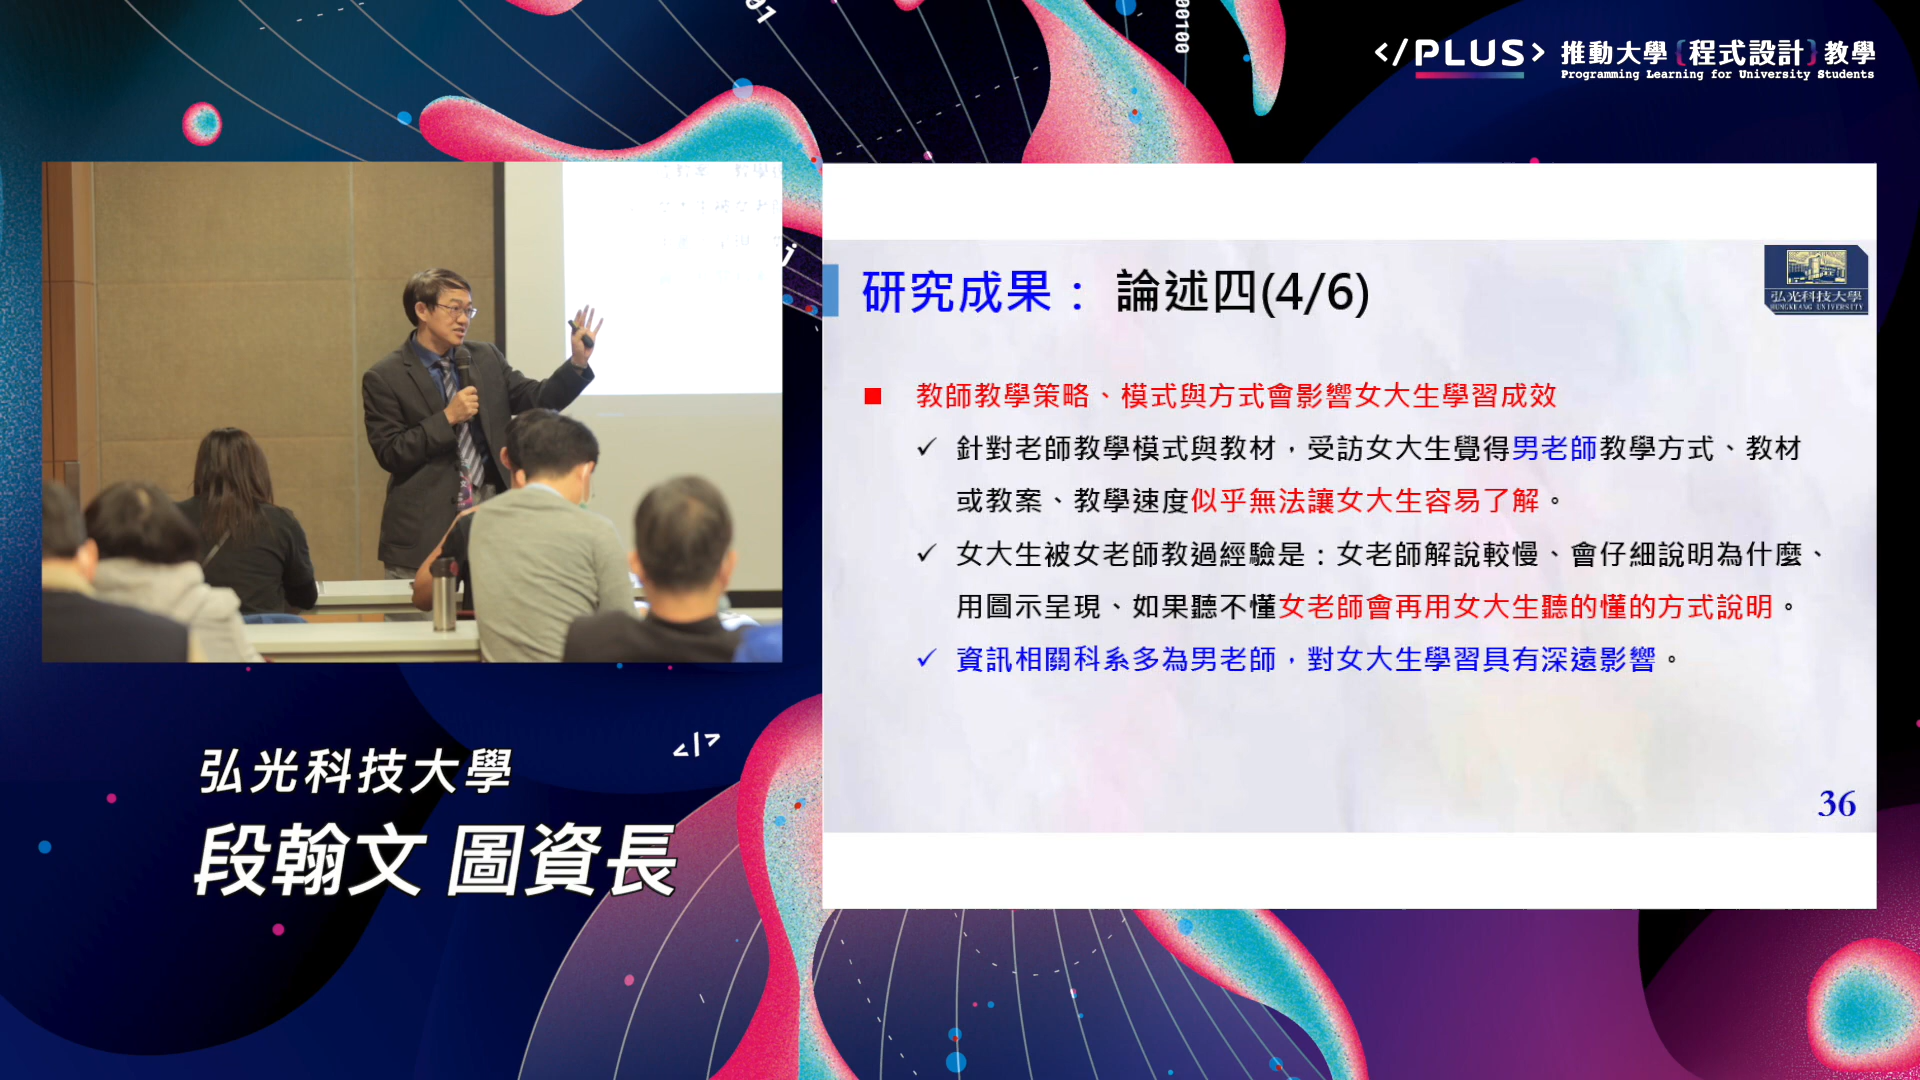 </PLUS> 推動大學{程式設計}教學
Programming Learning for University Students
研究成果： 論述四(4/6)
弘光科技大學
HUNGKUANG UNIVERSITY
■ 教師教學策略、模式與方式會影響女大生學習成效
✓ 針對老師教學模式與教材，受訪女大生覺得男老師教學方式、教材
或教案、教學速度似乎無法讓女大生容易了解。
✓ 女大生被女老師教過經驗是：女老師解說較慢、會仔細說明為什麼、
用圖示呈現、如果聽不懂女老師會再用女大生聽的懂的方式說明。
✓ 資訊相關科系多為男老師，對女大生學習具有深遠影響。
36
弘光科技大學
</>
段翰文 圖資長